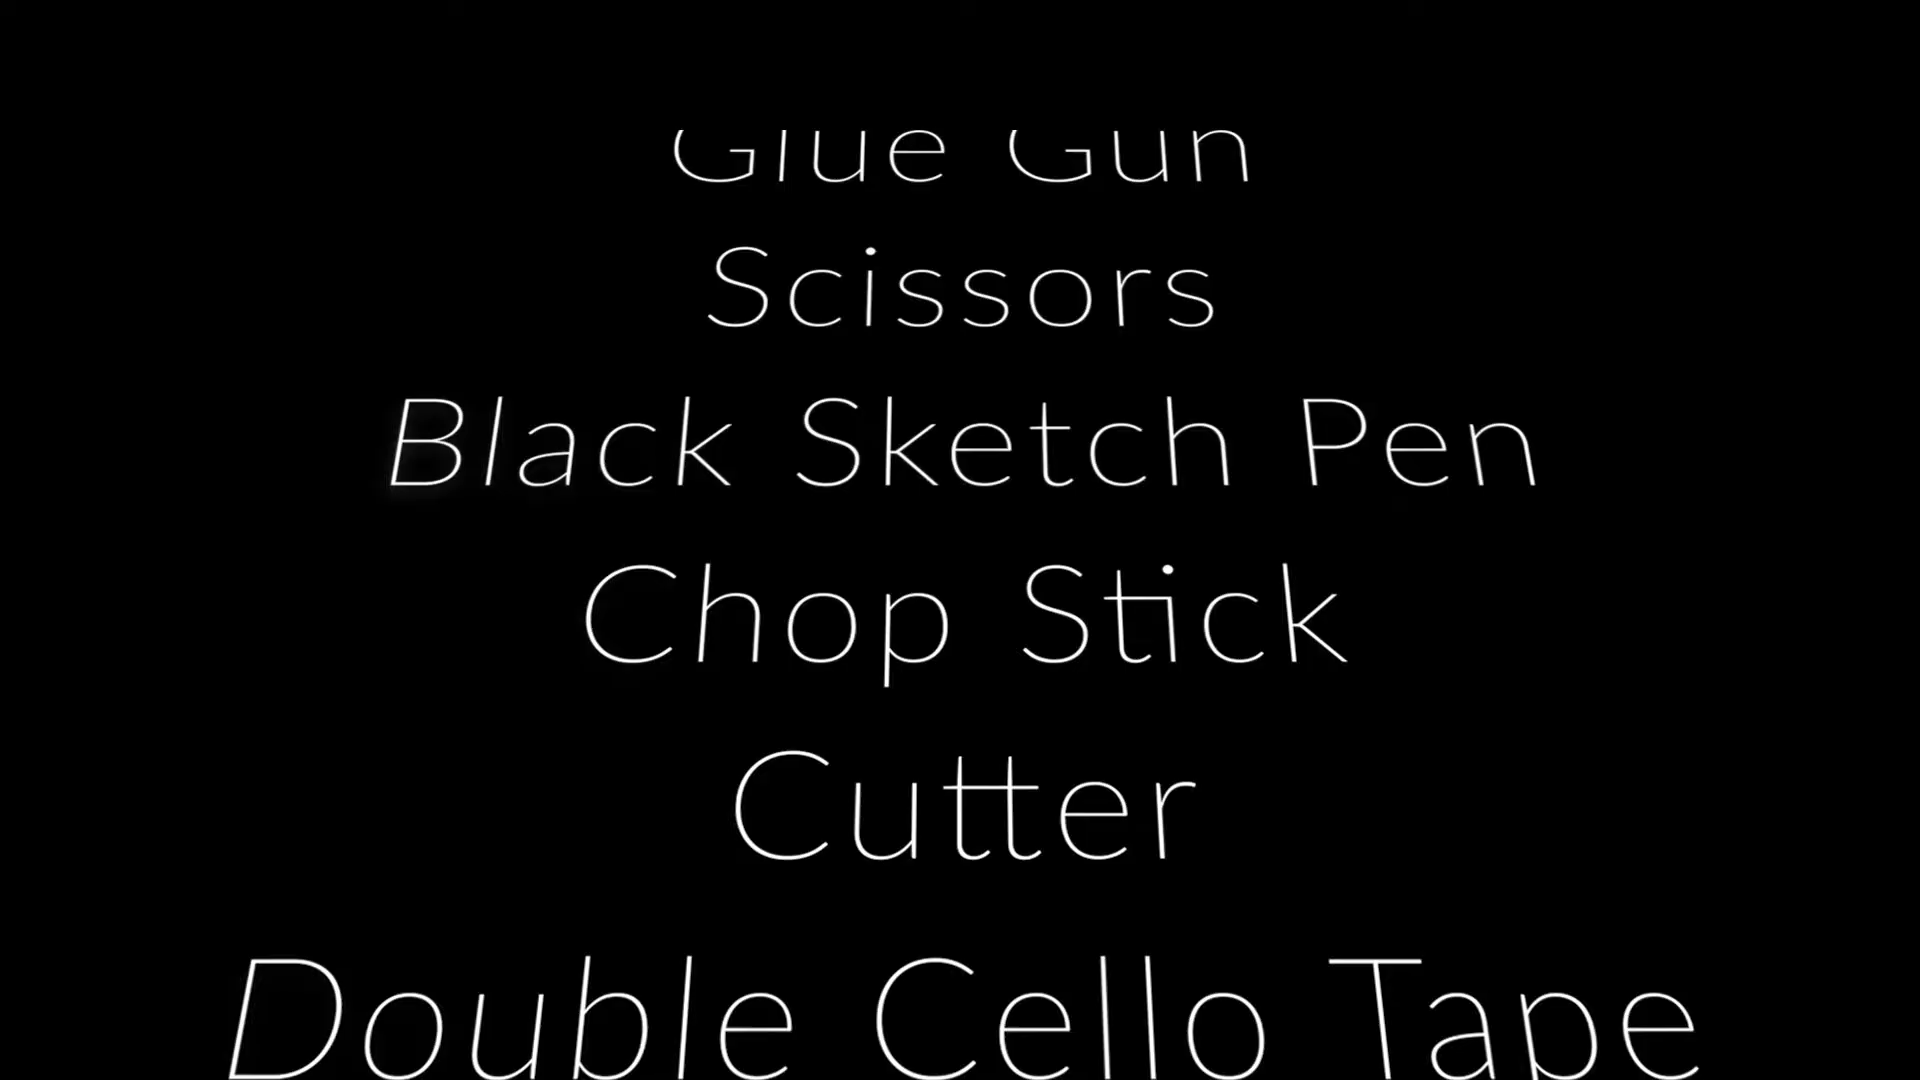 Glue Gun
Scissors
Black Sketch Pen
Chop Stick
Cutter
Double Cello Tape